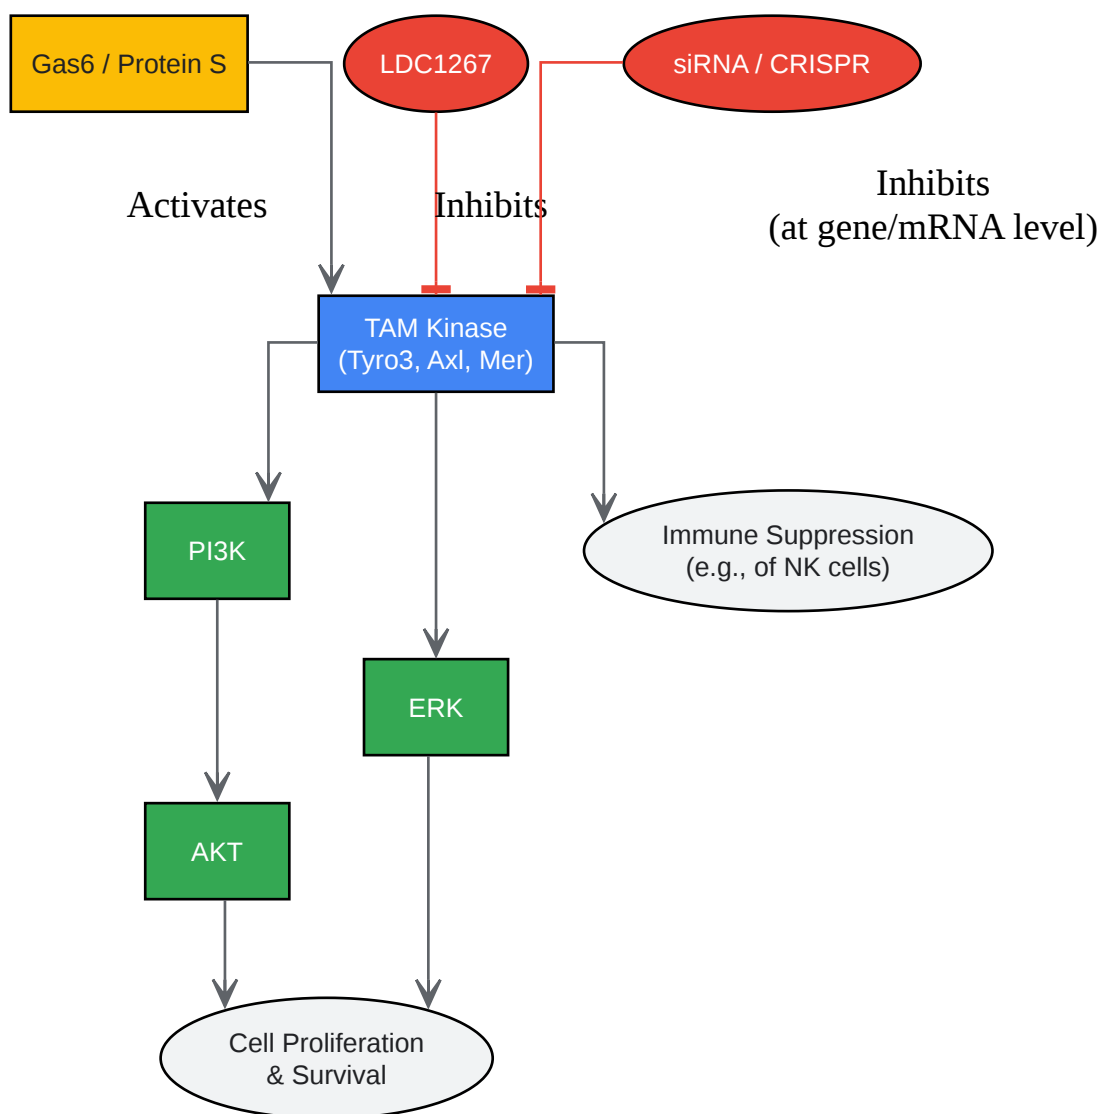 Gas6 / Protein S
LDC1267
siRNA / CRISPR
Activates
Inhibits
Inhibits
(at gene/mRNA level)
TAM Kinase
(Tyro3, Axl, Mer)
PI3K
Immune Suppression
(e.g., of NK cells)
ERK
AKT
Cell Proliferation
& Survival